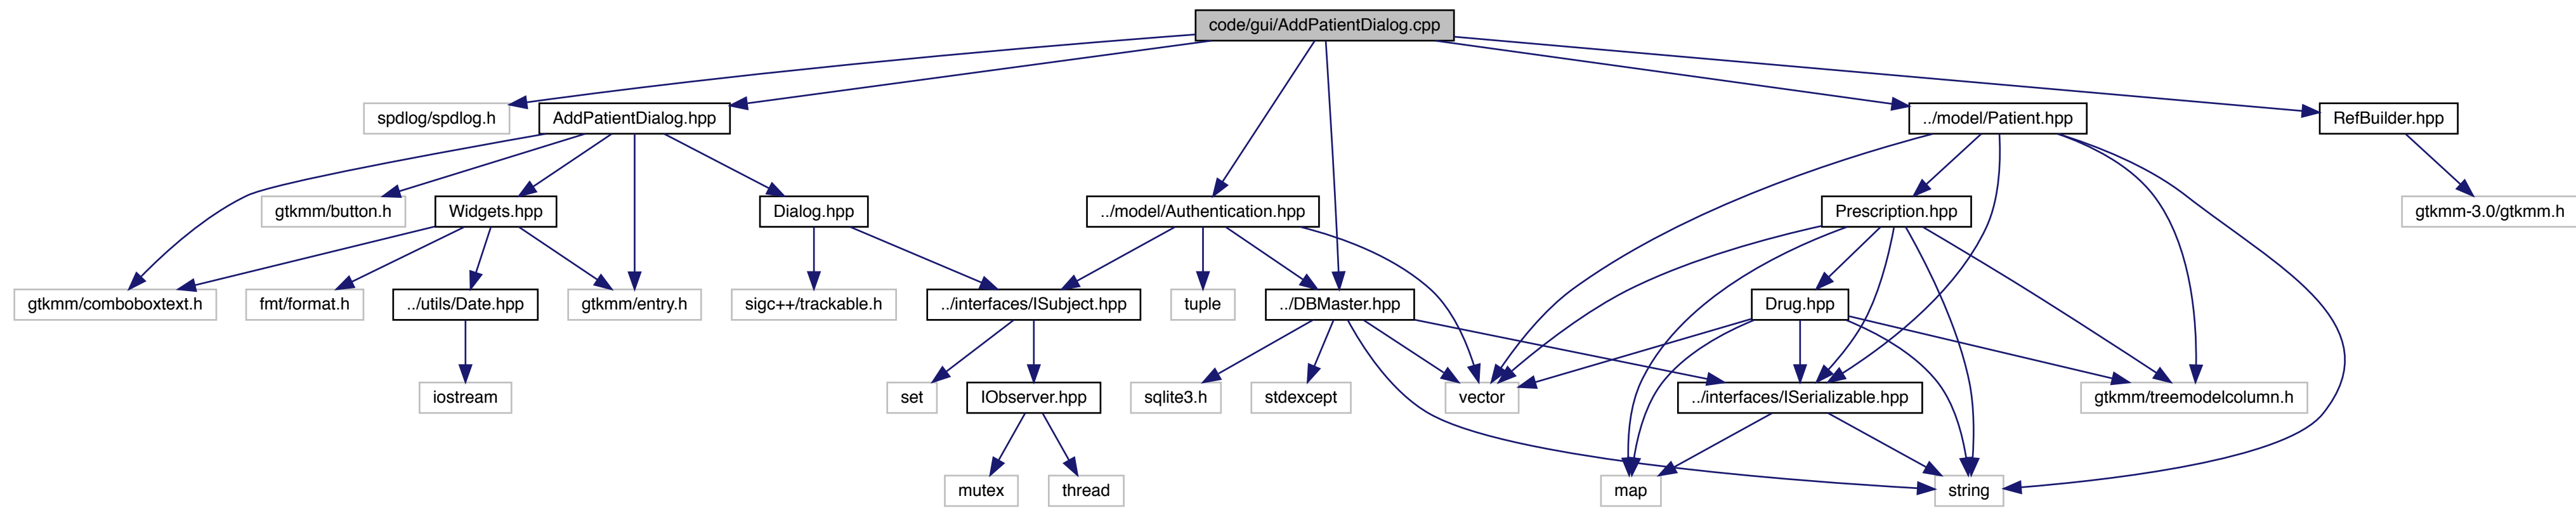 code/gui/AddPatientDialog.cpp
spdlog/spdlog.h
AddPatientDialog.hpp
../model/Patient.hpp
RefBuilder.hpp
gtkmm/button.h
Widgets.hpp
Dialog.hpp
../model/Authentication.hpp
Prescription.hpp
gtkmm-3.0/gtkmm.h
gtkmm/comboboxtext.h
fmt/format.h
../utils/Date.hpp
gtkmm/entry.h
sigc++/trackable.h
../interfaces/ISubject.hpp
tuple
../DBMaster.hpp
Drug.hpp
iostream
set
IObserver.hpp
sqlite3.h
stdexcept
vector
../interfaces/ISerializable.hpp
gtkmm/treemodelcolumn.h
mutex
thread
map
string